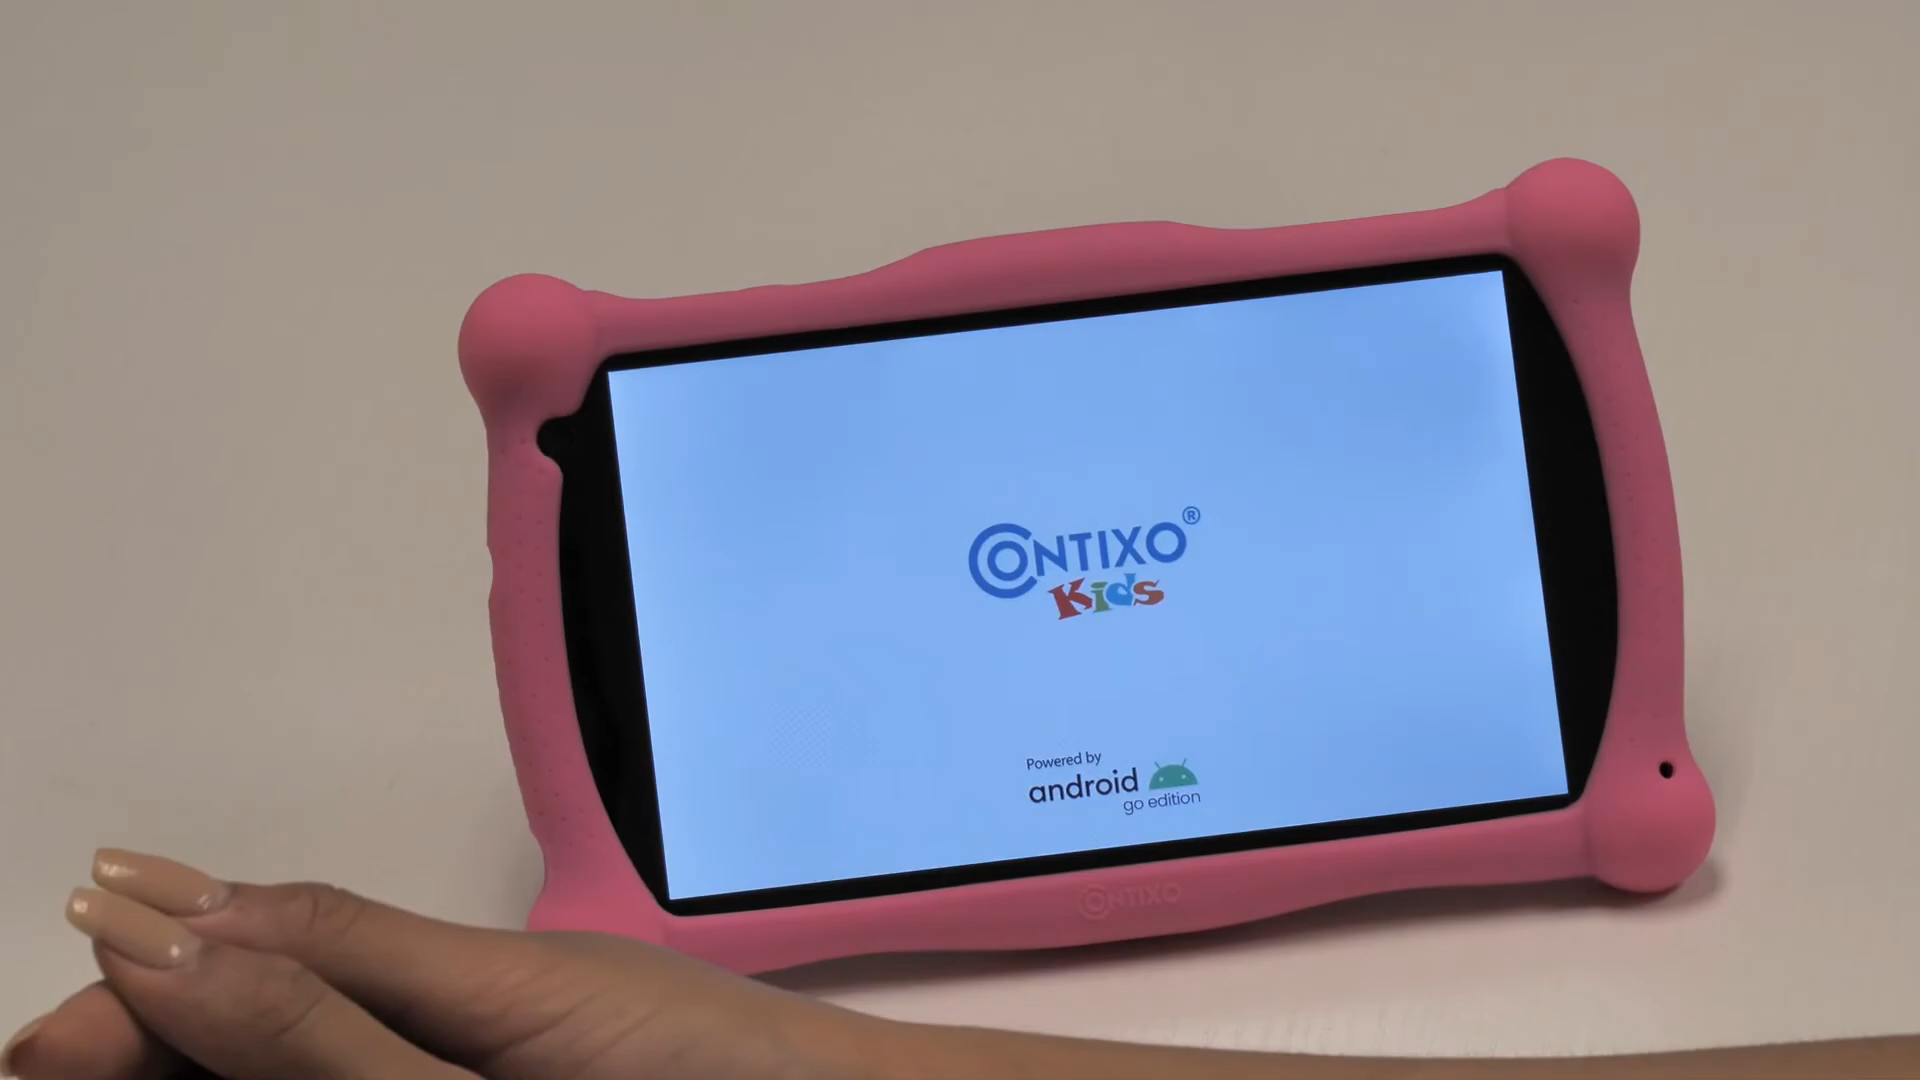 CONTIXO®
Kids
Powered by
android
go edition
CONTIXO